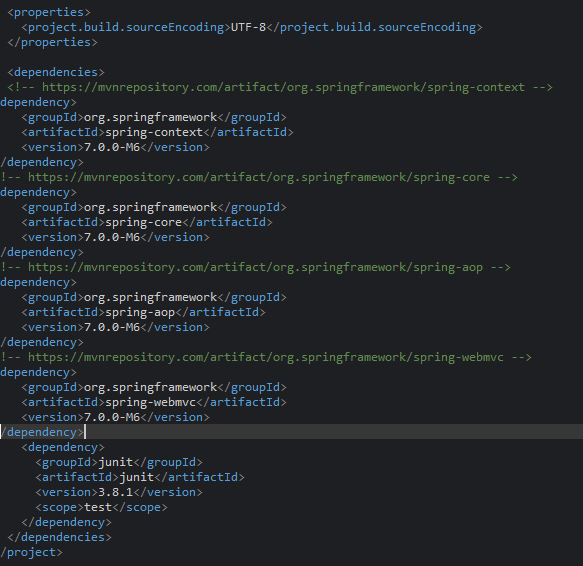 <properties>
<project.build.sourceEncoding>UTF-8</project.build.sourceEncoding>
</properties>
<dependencies>
<!-- https://mvnrepository.com/artifact/org.springframework/spring-context -->
dependency>
<groupId>org.springframework</groupId>
<artifactId>spring-context</artifactId>
<version>7.0.0-M6</version>
/dependency>
!-- https://mvnrepository.com/artifact/org.springframework/spring-core -->
dependency>
<groupId>org.springframework</groupId>
<artifactId>spring-core</artifactId>
<version>7.0.0-M6</version>
/dependency>
!-- https://mvnrepository.com/artifact/org.springframework/spring-aop -->
dependency>
<groupId>org.springframework</groupId>
<artifactId>spring-aop</artifactId>
<version>7.0.0-M6</version>
/dependency>
!-- https://mvnrepository.com/artifact/org.springframework/spring-webmvc -->
dependency>
<groupId>org.springframework</groupId>
<artifactId>spring-webmvc</artifactId>
<version>7.0.0-M6</version>
/dependency>
<dependency>
<groupId>junit</groupId>
<artifactId>junit</artifactId>
<version>3.8.1</version>
<scope>test</scope>
</dependency>
</dependencies>
/project>